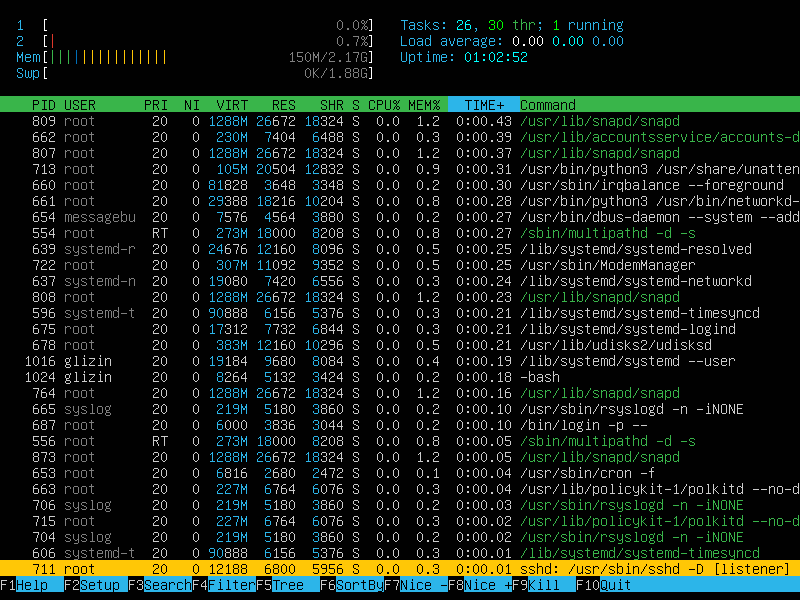 1 [ 0.0%] Tasks: 26, 30 thr; 1 running
2 [| 0.7%] Load average: 0.00 0.00 0.00
Mem[||||||||||||||| 150M/2.17G] Uptime: 01:02:52
Swp[ 0K/1.88G]
PID USER PRI NI VIRT RES SHR S CPU% MEM% TIME+ Command
809 root 20 0 1288M 26672 18324 S 0.0 1.2 0:00.43 /usr/lib/snapd/snapd
662 root 20 0 230M 7404 6488 S 0.0 0.3 0:00.39 /usr/lib/accountsservice/accounts-d
807 root 20 0 1288M 26672 18324 S 0.0 1.2 0:00.37 /usr/lib/snapd/snapd
713 root 20 0 105M 20504 12832 S 0.0 0.9 0:00.31 /usr/bin/python3 /usr/share/unatten
660 root 20 0 81828 3648 3348 S 0.0 0.2 0:00.30 /usr/sbin/irqbalance --foreground
661 root 20 0 29388 18216 10204 S 0.0 0.8 0:00.28 /usr/bin/python3 /usr/bin/networkd-
654 messagebu 20 0 7576 4564 3880 S 0.0 0.2 0:00.27 /usr/bin/dbus-daemon --system --add
554 root RT 0 273M 18000 8208 S 0.0 0.8 0:00.27 /sbin/multipathd -d -s
639 systemd-r 20 0 24676 12160 8096 S 0.0 0.5 0:00.25 /lib/systemd/systemd-resolved
722 root 20 0 307M 11092 9352 S 0.0 0.5 0:00.25 /usr/sbin/ModemManager
637 systemd-n 20 0 19080 7420 6556 S 0.0 0.3 0:00.24 /lib/systemd/systemd-networkd
808 root 20 0 1288M 26672 18324 S 0.0 1.2 0:00.23 /usr/lib/snapd/snapd
596 systemd-t 20 0 90888 6156 5376 S 0.0 0.3 0:00.21 /lib/systemd/systemd-timesyncd
675 root 20 0 17312 7732 6844 S 0.0 0.3 0:00.21 /lib/systemd/systemd-logind
678 root 20 0 383M 12160 10296 S 0.0 0.5 0:00.21 /usr/lib/udisks2/udisksd
1016 glizin 20 0 19184 9680 8084 S 0.0 0.4 0:00.19 /lib/systemd/systemd --user
1024 glizin 20 0 8264 5132 3424 S 0.0 0.2 0:00.18 -bash
764 root 20 0 1288M 26672 18324 S 0.0 1.2 0:00.16 /usr/lib/snapd/snapd
665 syslog 20 0 219M 5180 3860 S 0.0 0.2 0:00.10 /usr/sbin/rsyslogd -n -iNONE
687 root 20 0 6000 3836 3044 S 0.0 0.2 0:00.10 /bin/login -p --
556 root RT 0 273M 18000 8208 S 0.0 0.8 0:00.05 /sbin/multipathd -d -s
873 root 20 0 1288M 26672 18324 S 0.0 1.2 0:00.05 /usr/lib/snapd/snapd
653 root 20 0 6816 2680 2472 S 0.0 0.1 0:00.04 /usr/sbin/cron -f
663 root 20 0 227M 6764 6076 S 0.0 0.3 0:00.04 /usr/lib/policykit-1/polkitd --no-d
706 syslog 20 0 219M 5180 3860 S 0.0 0.2 0:00.03 /usr/sbin/rsyslogd -n -iNONE
715 root 20 0 227M 6764 6076 S 0.0 0.3 0:00.02 /usr/lib/policykit-1/polkitd --no-d
704 syslog 20 0 219M 5180 3860 S 0.0 0.2 0:00.02 /usr/sbin/rsyslogd -n -iNONE
606 systemd-t 20 0 90888 6156 5376 S 0.0 0.3 0:00.01 /lib/systemd/systemd-timesyncd
711 root 20 0 12188 6800 5956 S 0.0 0.3 0:00.01 sshd: /usr/sbin/sshd -D [listener]
F1Help F2Setup F3SearchF4FilterF5Tree F6SortByF7Nice -F8Nice +F9Kill F10Quit